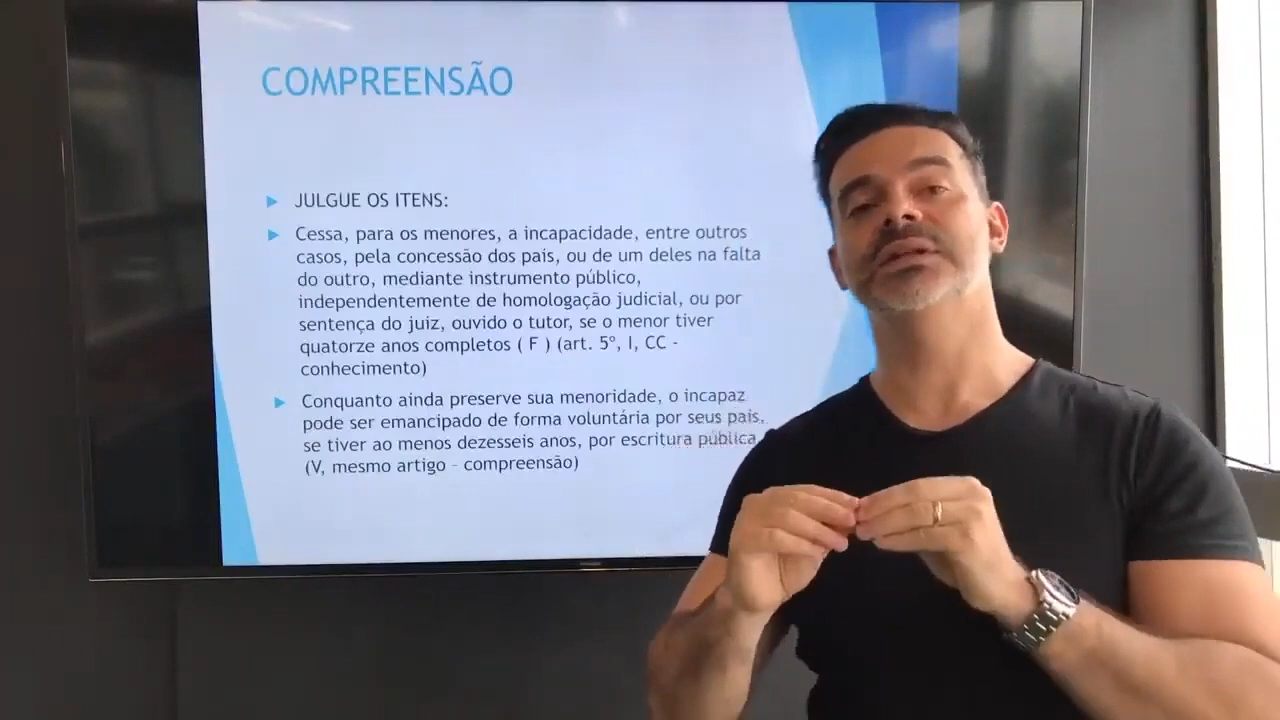 COMPREENSÃO
JULGUE OS ITENS:
Cessa, para os menores, a incapacidade, entre outros
casos, pela concessão dos pais, ou de um deles na falta
do outro, mediante instrumento público,
independentemente de homologação judicial, ou por
sentença do juiz, ouvido o tutor, se o menor tiver
quatorze anos completos ( F ) (art. 5º, I, CC -
conhecimento)
Conquanto ainda preserve sua menoridade, o incapaz
pode ser emancipado de forma voluntária por seus pais,
se tiver ao menos dezesseis anos, por escritura pública
(V, mesmo artigo – compreensão)